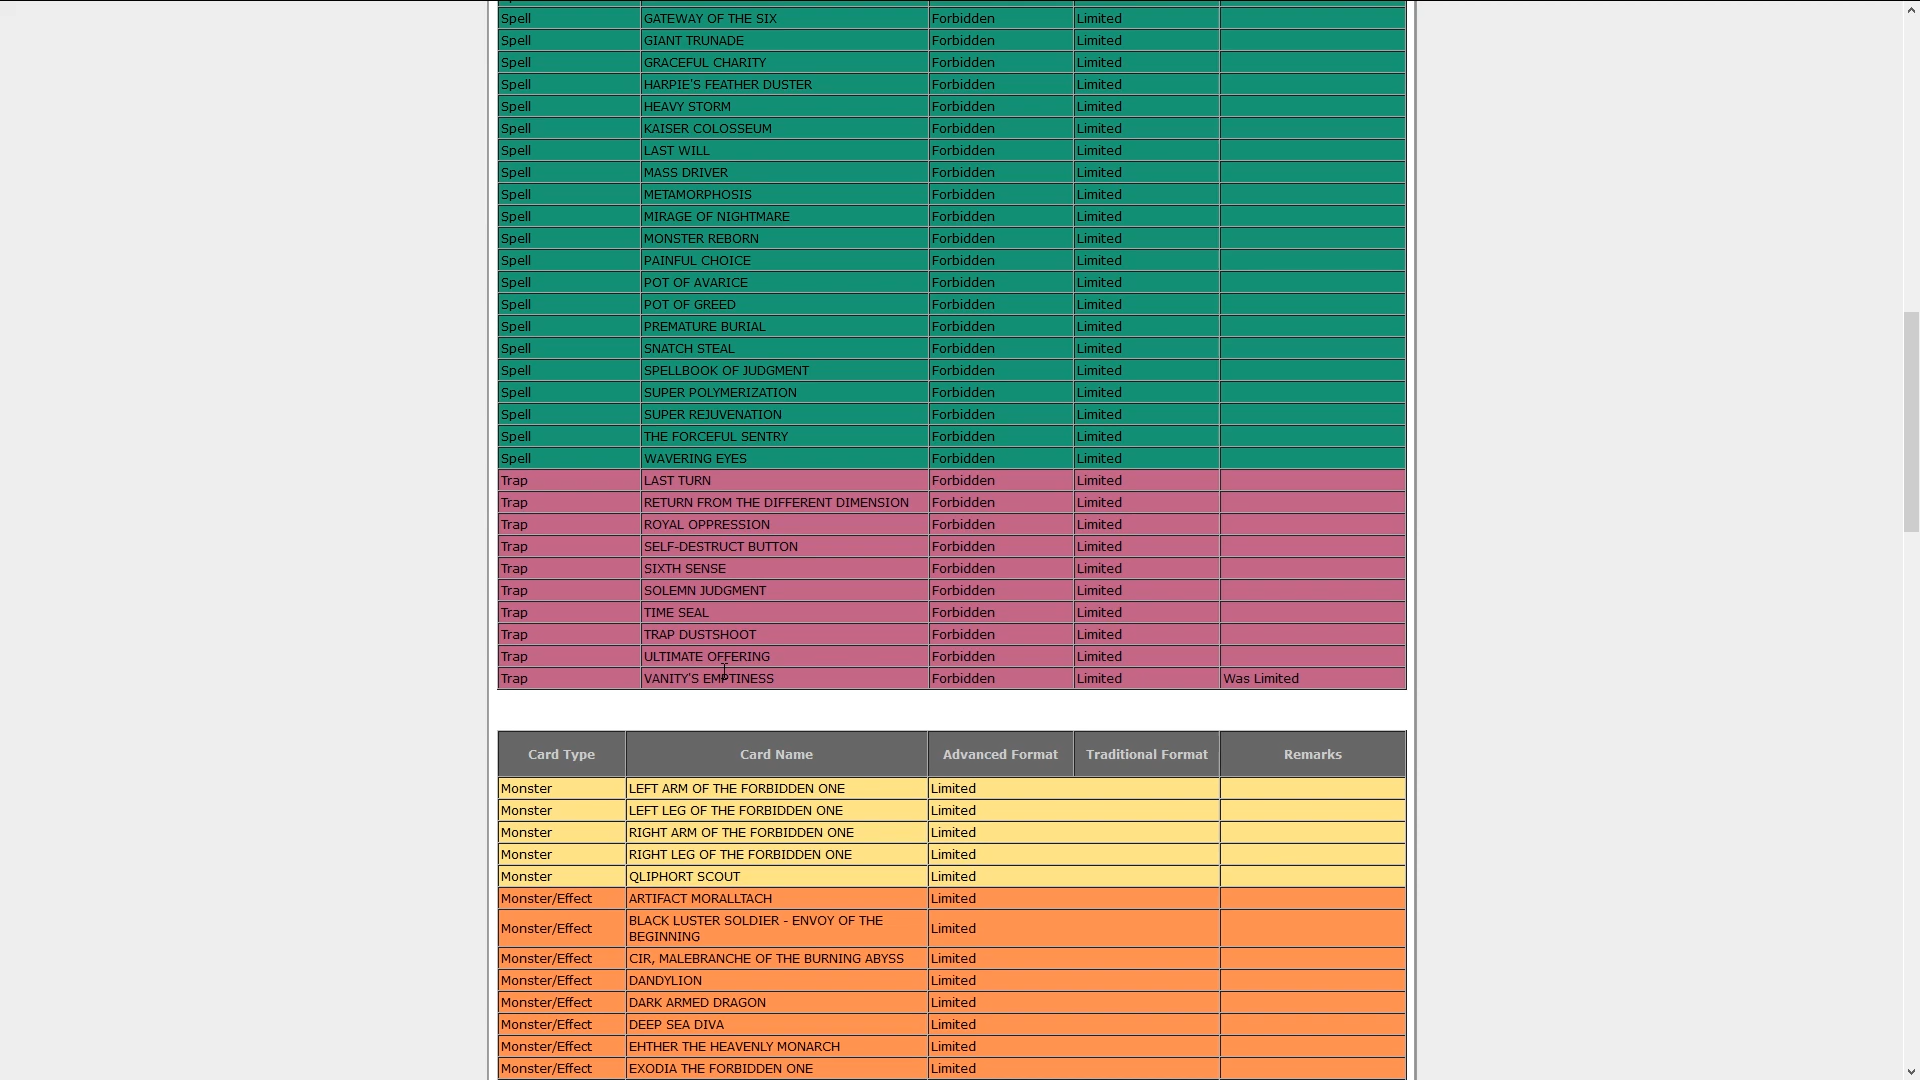 Spell GATEWAY OF THE SIX Forbidden Limited
Spell GIANT TRUNADE Forbidden Limited
Spell GRACEFUL CHARITY Forbidden Limited
Spell HARPIE'S FEATHER DUSTER Forbidden Limited
Spell HEAVY STORM Forbidden Limited
Spell KAISER COLOSSEUM Forbidden Limited
Spell LAST WILL Forbidden Limited
Spell MASS DRIVER Forbidden Limited
Spell METAMORPHOSIS Forbidden Limited
Spell MIRAGE OF NIGHTMARE Forbidden Limited
Spell MONSTER REBORN Forbidden Limited
Spell PAINFUL CHOICE Forbidden Limited
Spell POT OF AVARICE Forbidden Limited
Spell POT OF GREED Forbidden Limited
Spell PREMATURE BURIAL Forbidden Limited
Spell SNATCH STEAL Forbidden Limited
Spell SPELLBOOK OF JUDGMENT Forbidden Limited
Spell SUPER POLYMERIZATION Forbidden Limited
Spell SUPER REJUVENATION Forbidden Limited
Spell THE FORCEFUL SENTRY Forbidden Limited
Spell WAVERING EYES Forbidden Limited
Trap LAST TURN Forbidden Limited
Trap RETURN FROM THE DIFFERENT DIMENSION Forbidden Limited
Trap ROYAL OPPRESSION Forbidden Limited
Trap SELF-DESTRUCT BUTTON Forbidden Limited
Trap SIXTH SENSE Forbidden Limited
Trap SOLEMN JUDGMENT Forbidden Limited
Trap TIME SEAL Forbidden Limited
Trap TRAP DUSTSHOOT Forbidden Limited
Trap ULTIMATE OFFERING Forbidden Limited
Trap VANITY'S EMPTINESS Forbidden Limited Was Limited
Card Type Card Name Advanced Format Traditional Format Remarks
Monster LEFT ARM OF THE FORBIDDEN ONE Limited
Monster LEFT LEG OF THE FORBIDDEN ONE Limited
Monster RIGHT ARM OF THE FORBIDDEN ONE Limited
Monster RIGHT LEG OF THE FORBIDDEN ONE Limited
Monster QLIPHORT SCOUT Limited
Monster/Effect ARTIFACT MORALLTACH Limited
Monster/Effect BLACK LUSTER SOLDIER - ENVOY OF THE
BEGINNING Limited
Monster/Effect CIR, MALEBRANCHE OF THE BURNING ABYSS Limited
Monster/Effect DANDYLION Limited
Monster/Effect DARK ARMED DRAGON Limited
Monster/Effect DEEP SEA DIVA Limited
Monster/Effect EHTHER THE HEAVENLY MONARCH Limited
Monster/Effect EXODIA THE FORBIDDEN ONE Limited